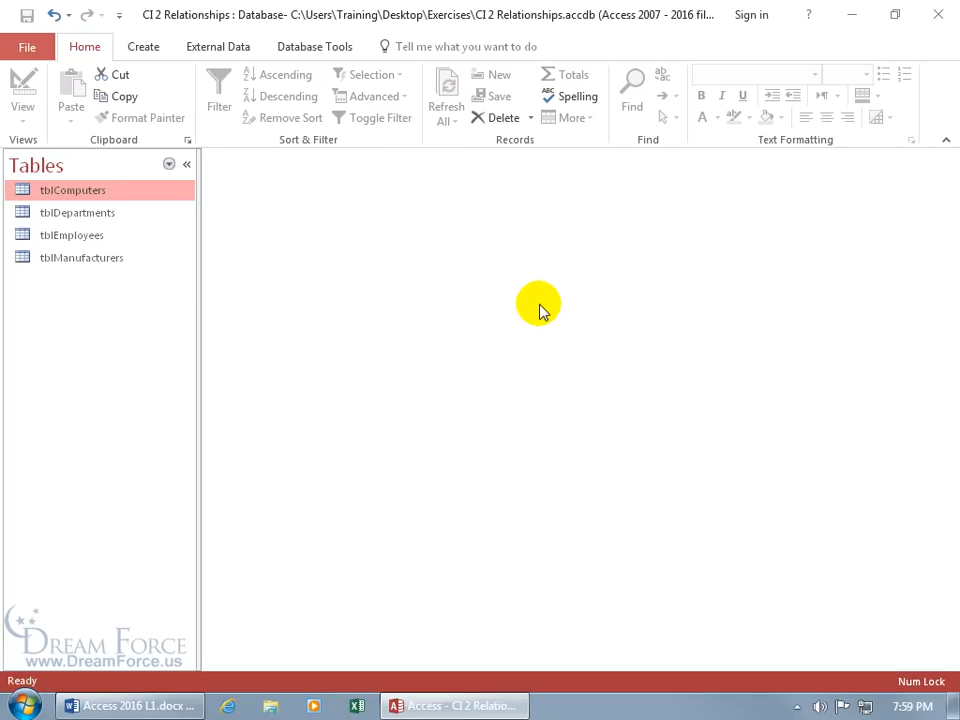 CI 2 Relationships : Database- C:\Users\Training\Desktop\Exercises\CI 2 Relationships.accdb (Access 2007 - 2016 fil...
Sign in
?
File
Home
Create
External Data
Database Tools
Tell me what you want to do
View
Views
Paste
Cut
Copy
Format Painter
Clipboard
Filter
Ascending
Descending
Remove Sort
Selection
Advanced
Toggle Filter
Sort & Filter
Refresh
All
New
Save
Delete
Totals
Spelling
More
Records
Find
Find
B I U
A
Text Formatting
Tables
tblComputers
tblDepartments
tblEmployees
tblManufacturers
DREAM FORCE
www.DreamForce.us
Ready
Num Lock
Access 2016 L1.docx ...
Access - CI 2 Relatio...
7:59 PM